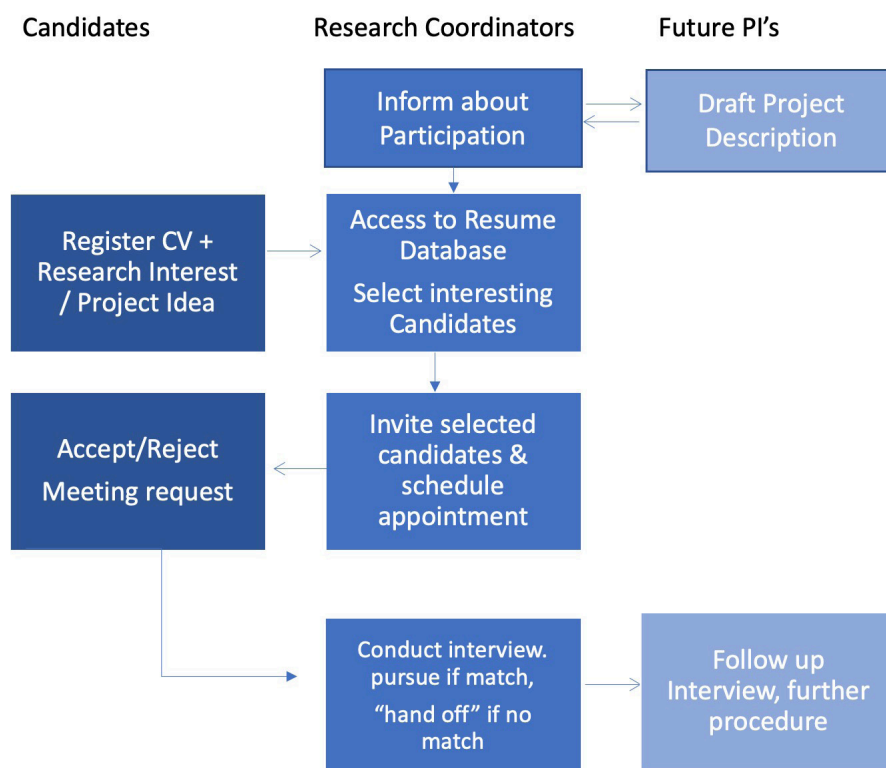 Candidates
Research Coordinators
Future PI's
Inform about
Participation
Draft Project
Description
Register CV +
Research Interest
/ Project Idea
Access to Resume
Database
Select interesting
Candidates
Accept/Reject
Meeting request
Invite selected
candidates &
schedule
appointment
Conduct interview.
pursue if match,
“hand off” if no
match
Follow up
Interview, further
procedure